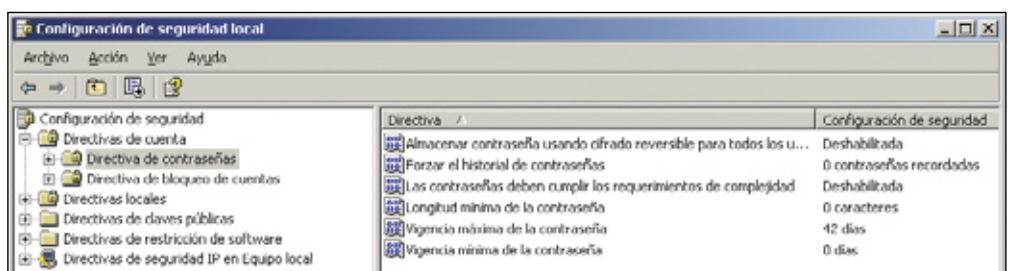 Configuración de seguridad local
Archivo Acción Ver Ayuda
Configuración de seguridad
Directivas de cuenta
Directiva de contraseñas
Directiva de bloqueo de cuentas
Directivas locales
Directivas de claves públicas
Directivas de restricción de software
Directivas de seguridad IP en Equipo local
Directiva Configuración de seguridad
Almacenar contraseña usando cifrado reversible para todos los u... Deshabilitada
Forzar el historial de contraseñas 0 contraseñas recordadas
Las contraseñas deben cumplir los requerimientos de complejidad Deshabilitada
Longitud mínima de la contraseña 0 caracteres
Vigencia máxima de la contraseña 42 días
Vigencia mínima de la contraseña 0 días